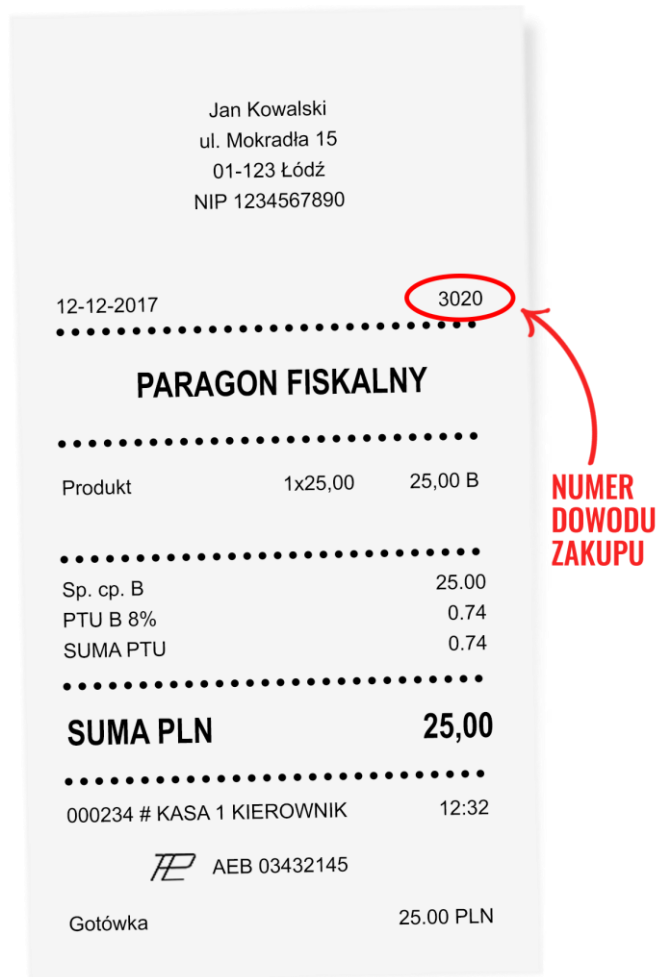 Jan Kowalski
ul. Mokradła 15
01-123 Łódź
NIP 1234567890
12-12-2017 3020
PARAGON FISKALNY
Produkt 1x25,00 25,00 B
NUMER
DOWODU
ZAKUPU
Sp. cp. B 25.00
PTU B 8% 0.74
SUMA PTU 0.74
SUMA PLN 25,00
000234 # KASA 1 KIEROWNIK 12:32
AEB 03432145
Gotówka 25.00 PLN